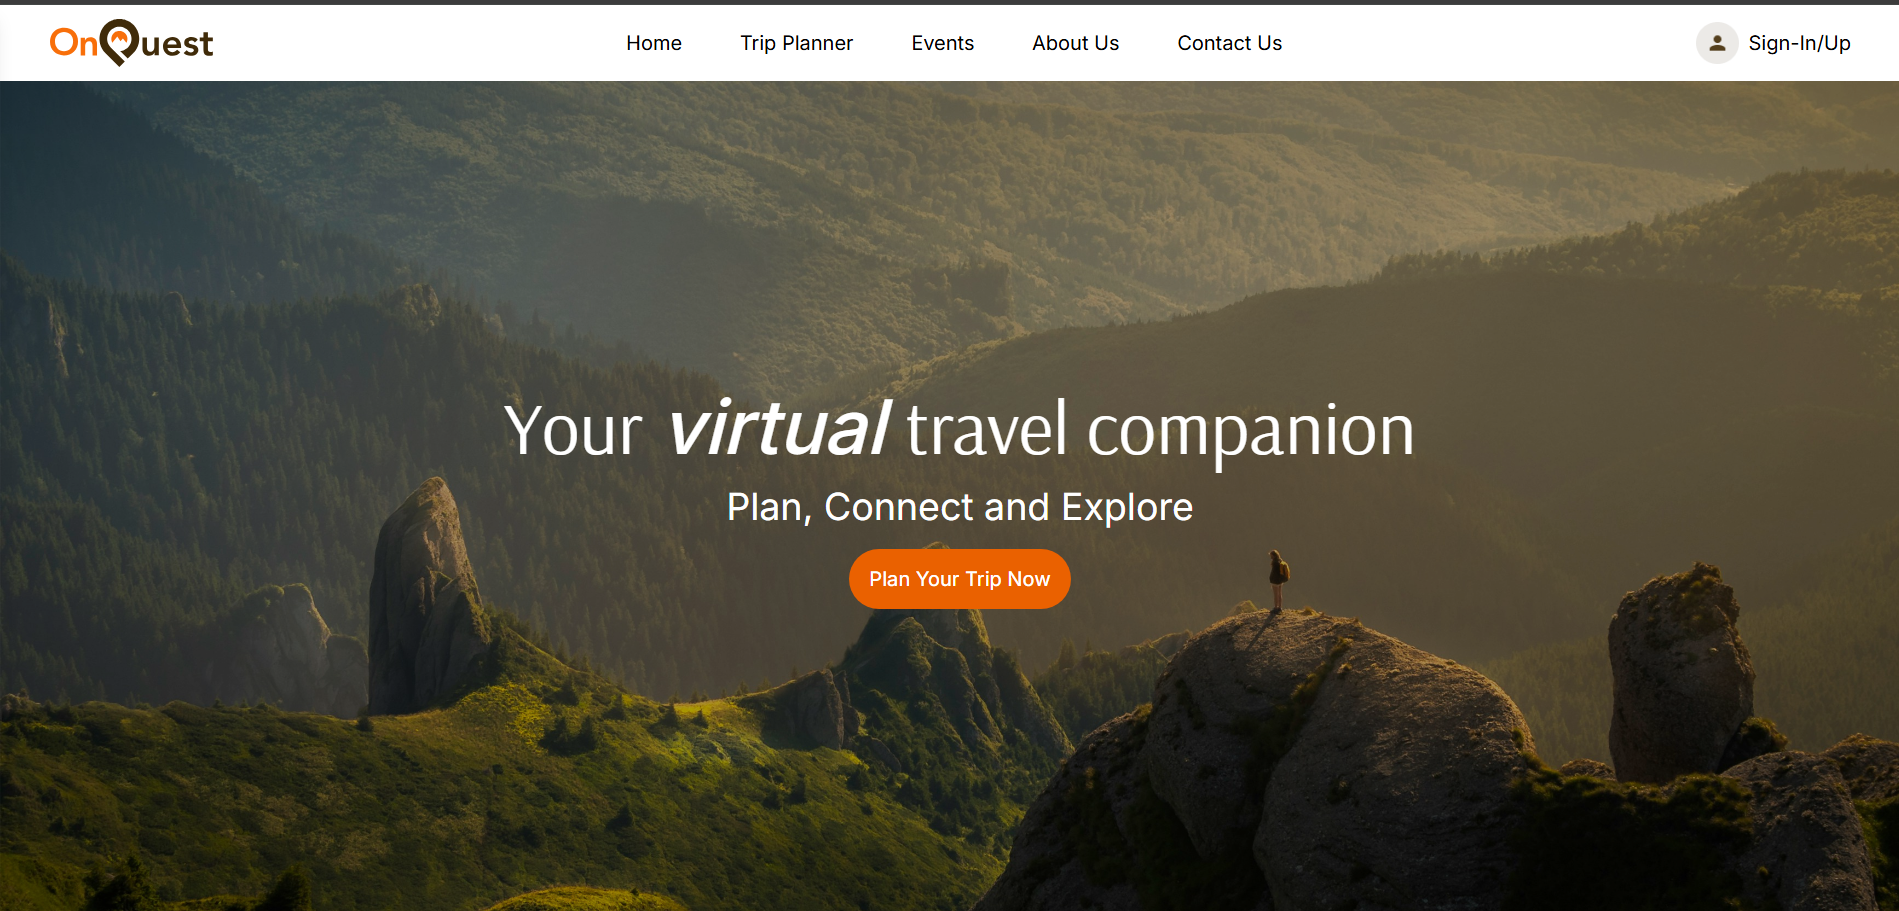 OnQuest
Home
Trip Planner
Events
About Us
Contact Us
Sign-In/Up
Your virtual travel companion
Plan, Connect and Explore
Plan Your Trip Now